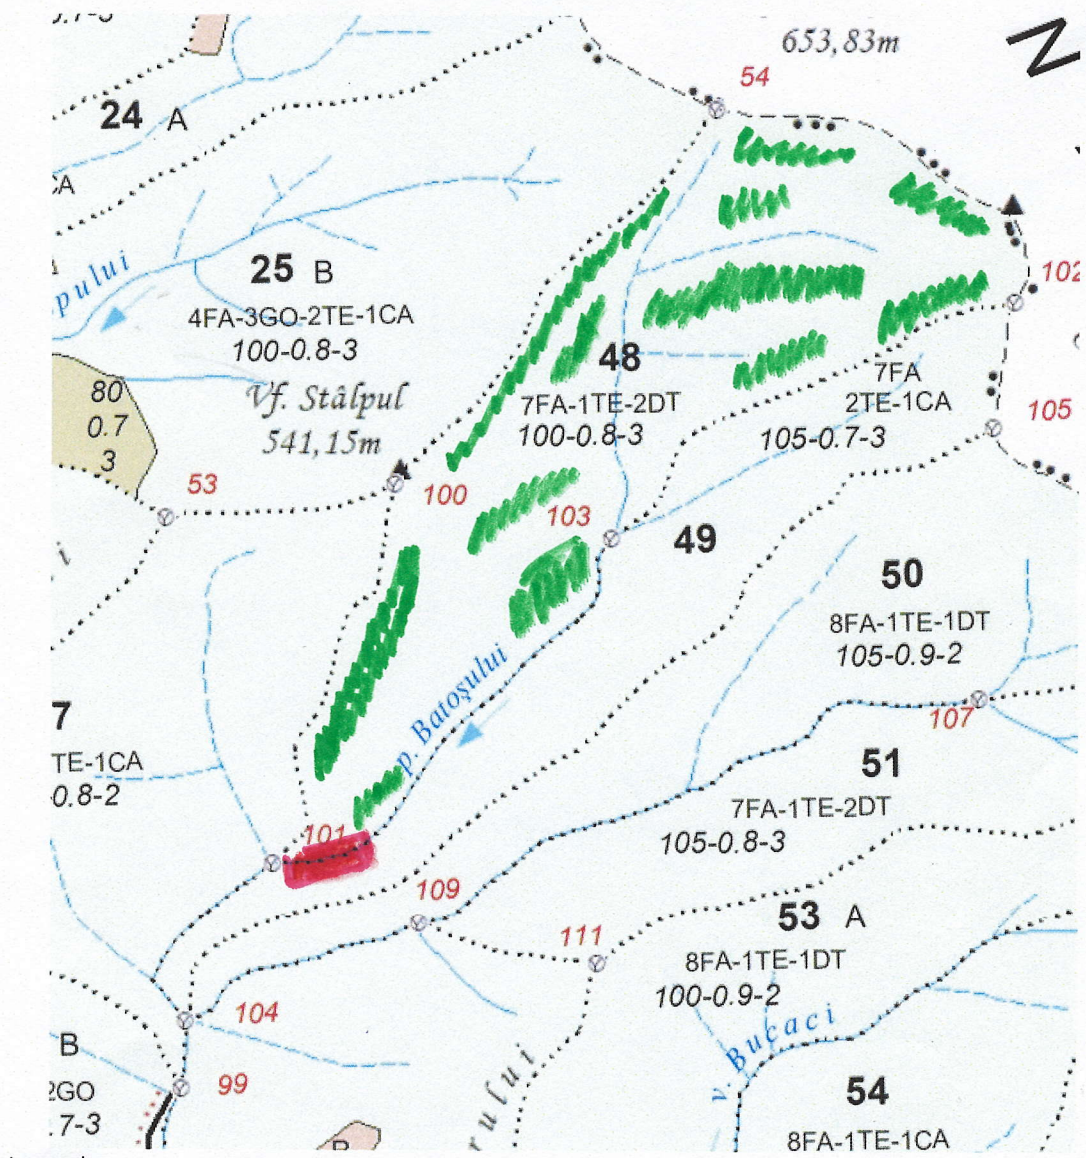 653,83m
54
24 A
CA
102
pului
25 B
4FA-3GO-2TE-1CA
100-0.8-3
48
80
0.7
3
Vf. Stâlpul
541,15m
7FA-1TE-2DT
100-0.8-3
7FA
2TE-1CA
105-0.7-3
105
53
100
103
49
i
50
8FA-1TE-1DT
105-0.9-2
p. Batoșului
107
7
TE-1CA
0.8-2
51
7FA-1TE-2DT
105-0.8-3
101
109
53 A
111
8FA-1TE-1DT
100-0.9-2
104
v. Bucaci
B
2GO
7-3
99
rului
54
8FA-1TE-1CA
B